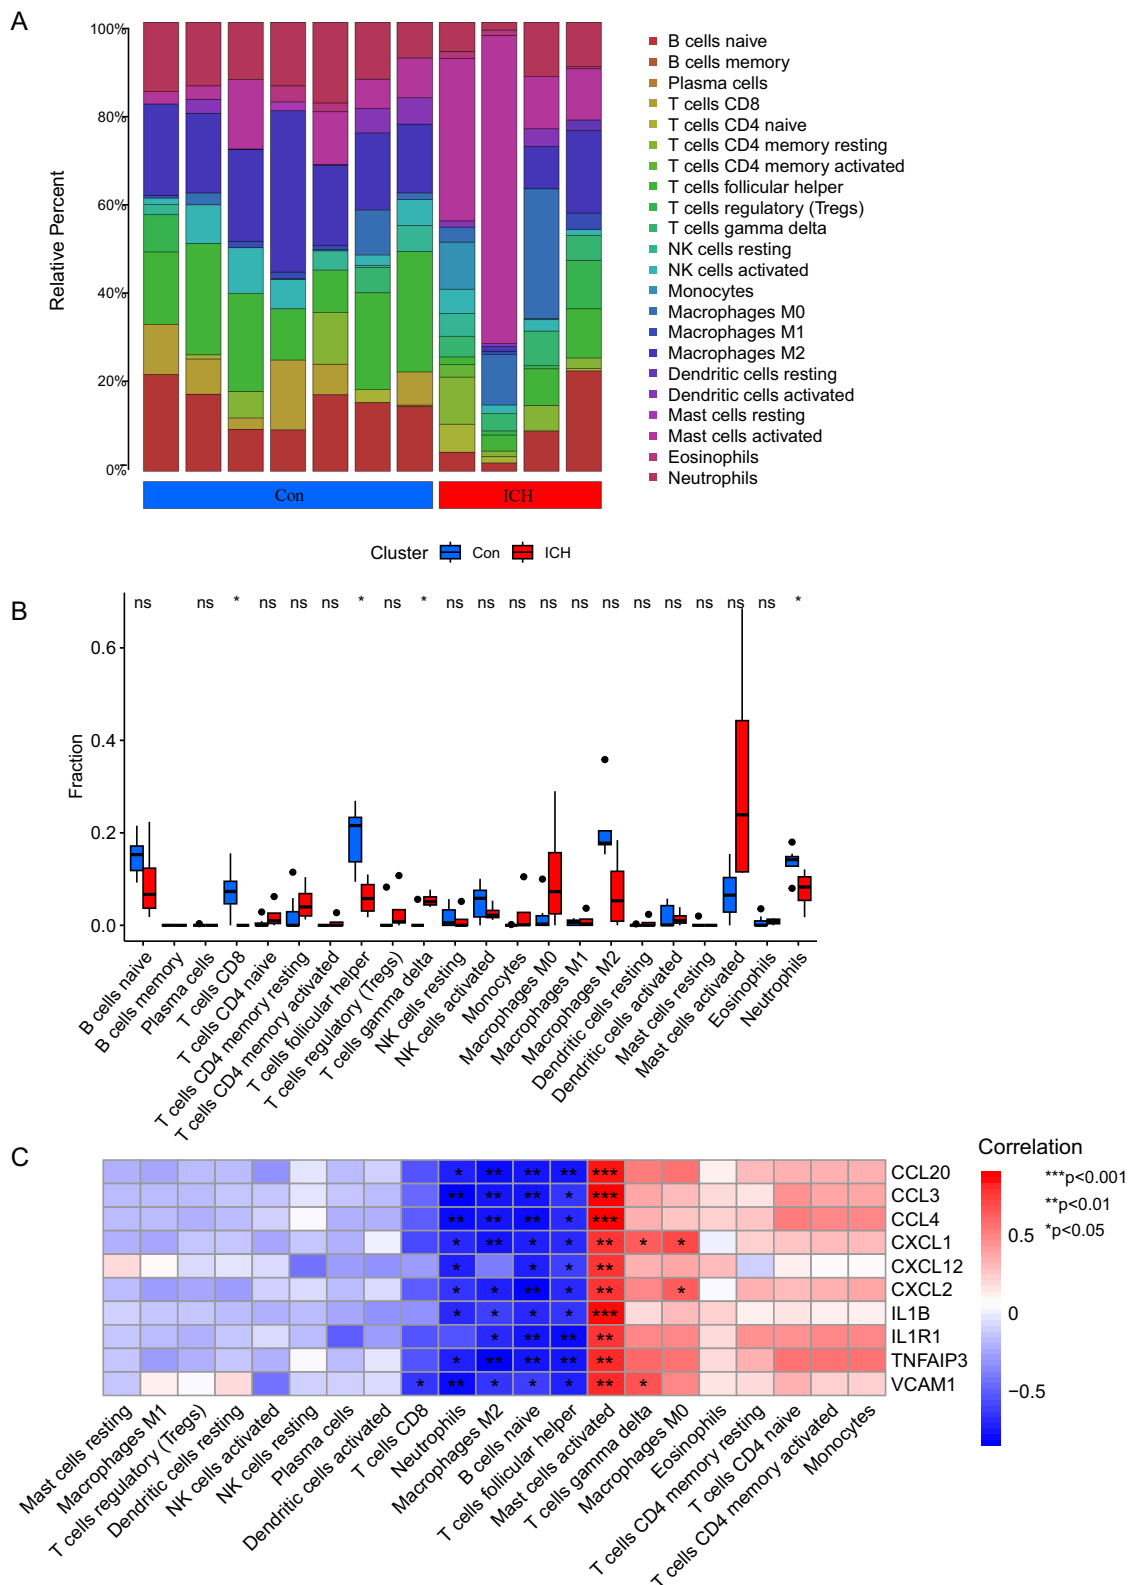 A
100%
80%
60%
40%
20%
0%
Relative Percent
Con
ICH
B cells naive
B cells memory
Plasma cells
T cells CD8
T cells CD4 naive
T cells CD4 memory resting
T cells CD4 memory activated
T cells follicular helper
T cells regulatory (Tregs)
T cells gamma delta
NK cells resting
NK cells activated
Monocytes
Macrophages M0
Macrophages M1
Macrophages M2
Dendritic cells resting
Dendritic cells activated
Mast cells resting
Mast cells activated
Eosinophils
Neutrophils
Cluster Con ICH
B
ns ns * ns ns ns * ns * ns ns ns ns ns ns ns ns ns ns ns *
0.6
0.4
0.2
0.0
Fraction
B cells naive
B cells memory
Plasma cells
T cells CD8
T cells CD4 naive
T cells CD4 memory resting
T cells CD4 memory activated
T cells follicular helper
T cells regulatory (Tregs)
T cells gamma delta
NK cells resting
NK cells activated
Monocytes
Macrophages M0
Macrophages M1
Macrophages M2
Dendritic cells resting
Dendritic cells activated
Mast cells resting
Mast cells activated
Eosinophils
Neutrophils
C
* ** ** ** *** CCL20
** ** ** * *** CCL3
** ** ** * *** CCL4
* ** * * ** * * CXCL1
* * * ** CXCL12
* * ** * ** * CXCL2
* * * * *** IL1B
* ** ** ** IL1R1
* ** ** ** ** TNFAIP3
* ** * * * ** * VCAM1
Mast cells resting
Macrophages M1
T cells regulatory (Tregs)
Dendritic cells resting
NK cells activated
NK cells resting
Plasma cells
Dendritic cells activated
T cells CD8
Neutrophils
Macrophages M2
B cells naive
T cells follicular helper
Mast cells activated
T cells gamma delta
Macrophages M0
Eosinophils
T cells CD4 memory resting
T cells CD4 naive
T cells CD4 memory activated
Monocytes
Correlation
***p<0.001
**p<0.01
*p<0.05
0.5
0
−0.5